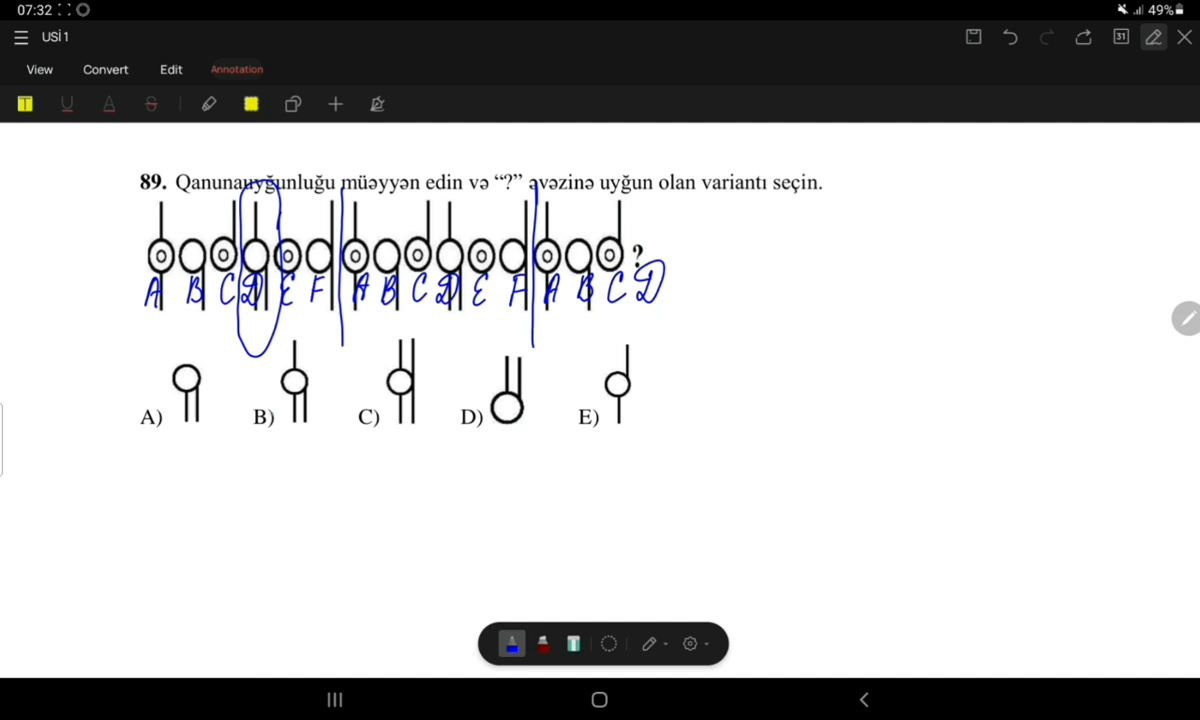 07:32
49%
USİ 1
31
View Convert Edit Annotation
T U A S
89. Qanunauyğunluğu müəyyən edin və “?” əvəzinə uyğun olan variantı seçin.
?
A B C D E F A B C D E F A B C D
A) B) C) D) E)